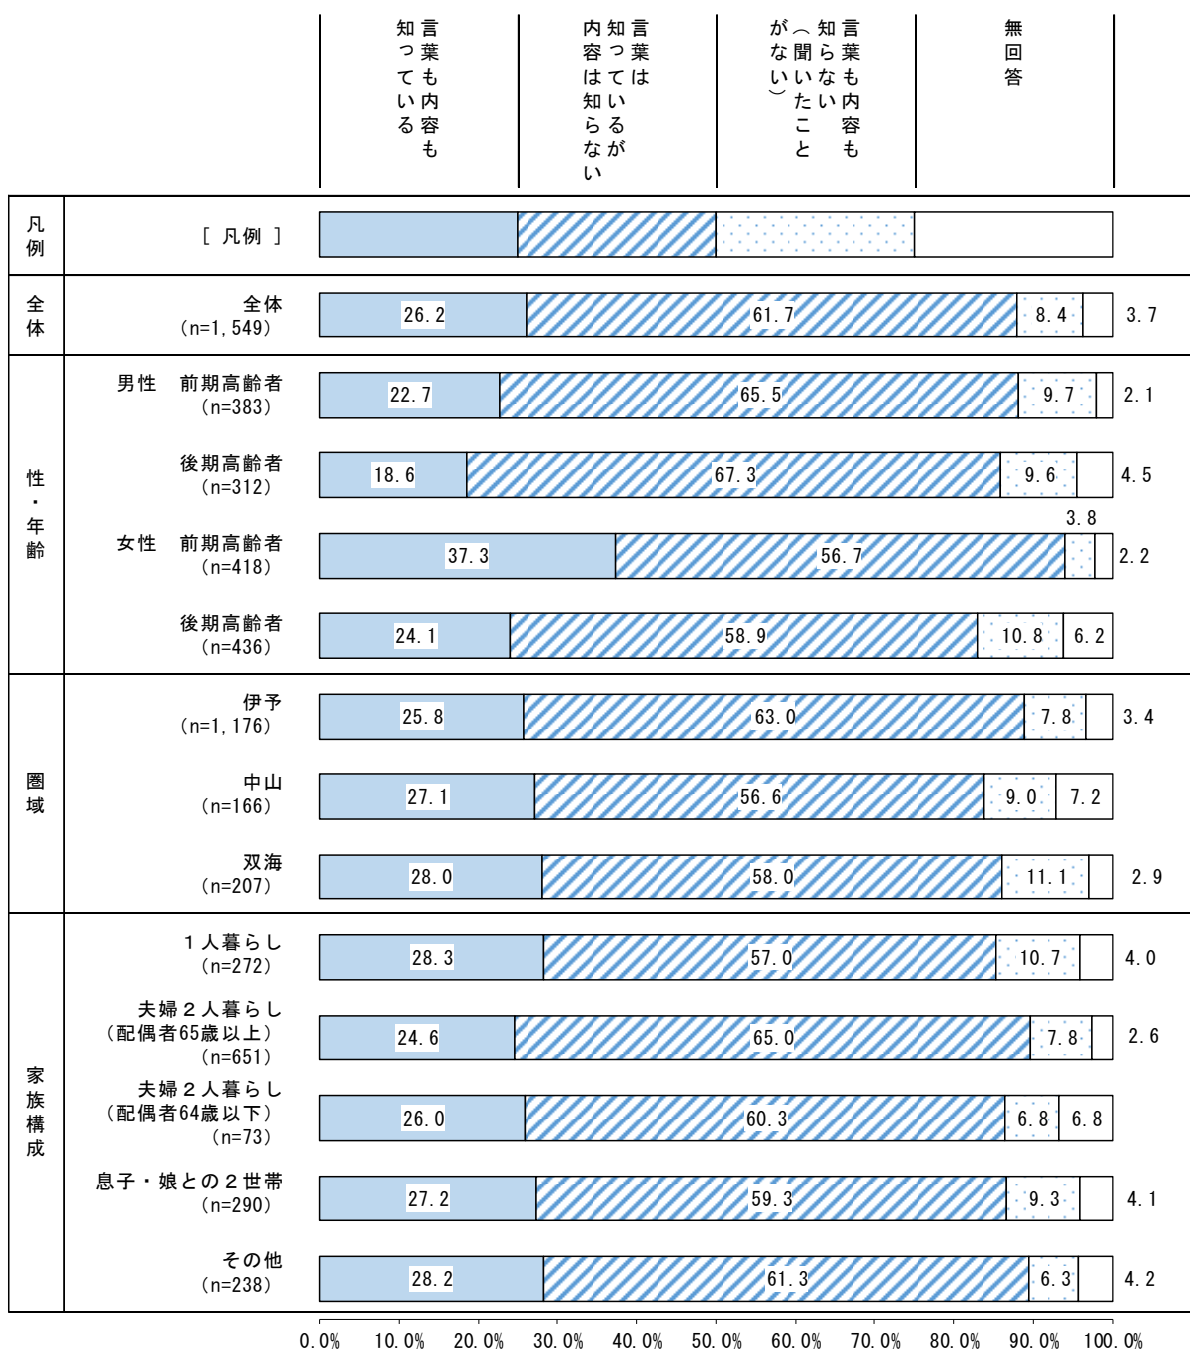 言葉も内容も
知っている
言葉は
知っているが
内容は知らない
言葉も内容も
知らない
（聞いたこと
がない）
無回答
凡例
[ 凡例 ]
全体
全体
(n=1,549)
26.2
61.7
8.4
3.7
性・年齢
男性　前期高齢者
(n=383)
22.7
65.5
9.7
2.1
後期高齢者
(n=312)
18.6
67.3
9.6
4.5
女性　前期高齢者
(n=418)
37.3
56.7
3.8
2.2
後期高齢者
(n=436)
24.1
58.9
10.8
6.2
圏域
伊予
(n=1,176)
25.8
63.0
7.8
3.4
中山
(n=166)
27.1
56.6
9.0
7.2
双海
(n=207)
28.0
58.0
11.1
2.9
家族構成
１人暮らし
(n=272)
28.3
57.0
10.7
4.0
夫婦２人暮らし
（配偶者65歳以上）
(n=651)
24.6
65.0
7.8
2.6
夫婦２人暮らし
（配偶者64歳以下）
(n=73)
26.0
60.3
6.8
6.8
息子・娘との２世帯
(n=290)
27.2
59.3
9.3
4.1
その他
(n=238)
28.2
61.3
6.3
4.2
0.0% 10.0% 20.0% 30.0% 40.0% 50.0% 60.0% 70.0% 80.0% 90.0% 100.0%